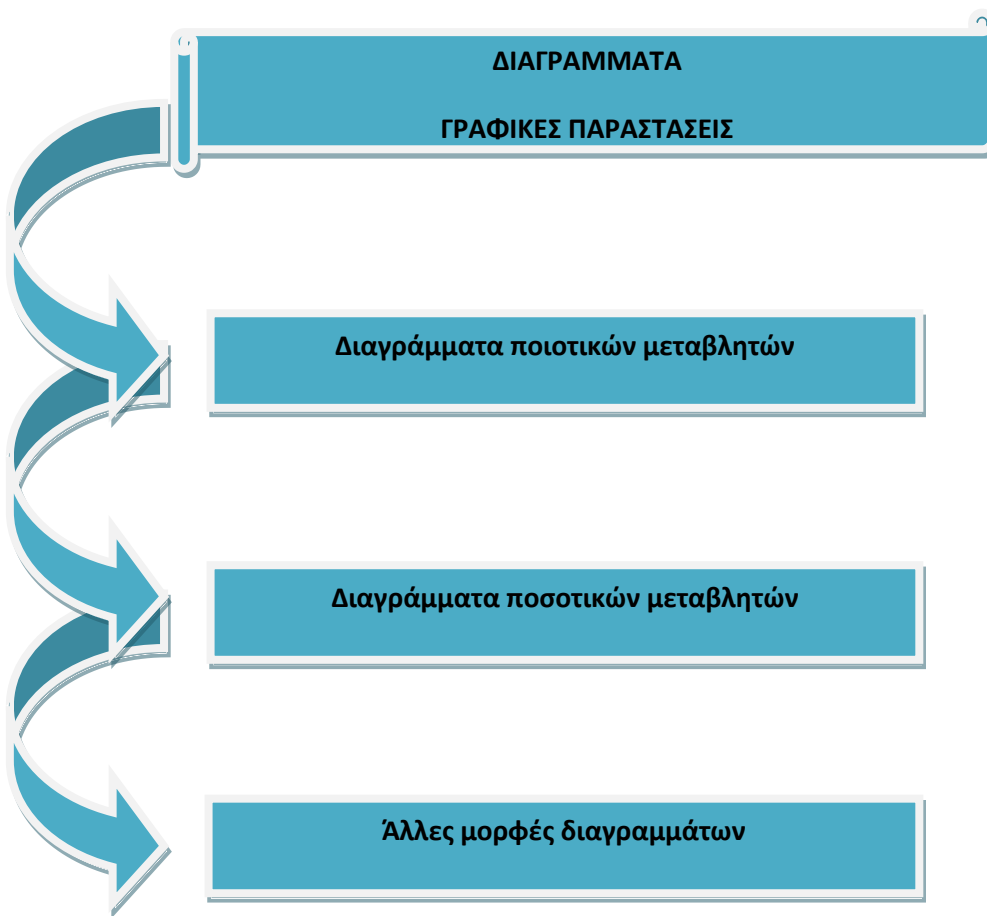 ΔΙΑΓΡΑΜΜΑΤΑ
ΓΡΑΦΙΚΕΣ ΠΑΡΑΣΤΑΣΕΙΣ
Διαγράμματα ποιοτικών μεταβλητών
Διαγράμματα ποσοτικών μεταβλητών
Άλλες μορφές διαγραμμάτων